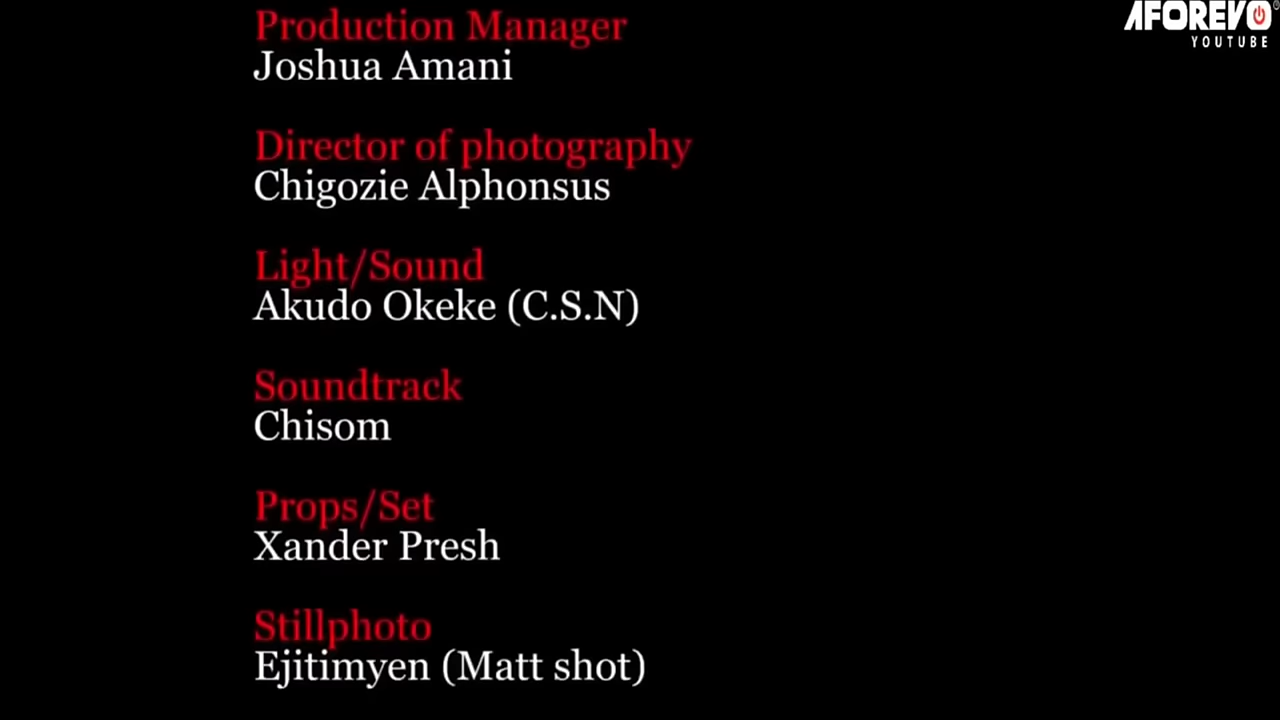 AFOREVO
YOUTUBE
Production Manager
Joshua Amani
Director of photography
Chigozie Alphonsus
Light/Sound
Akudo Okeke (C.S.N)
Soundtrack
Chisom
Props/Set
Xander Presh
Stillphoto
Ejitimyen (Matt shot)